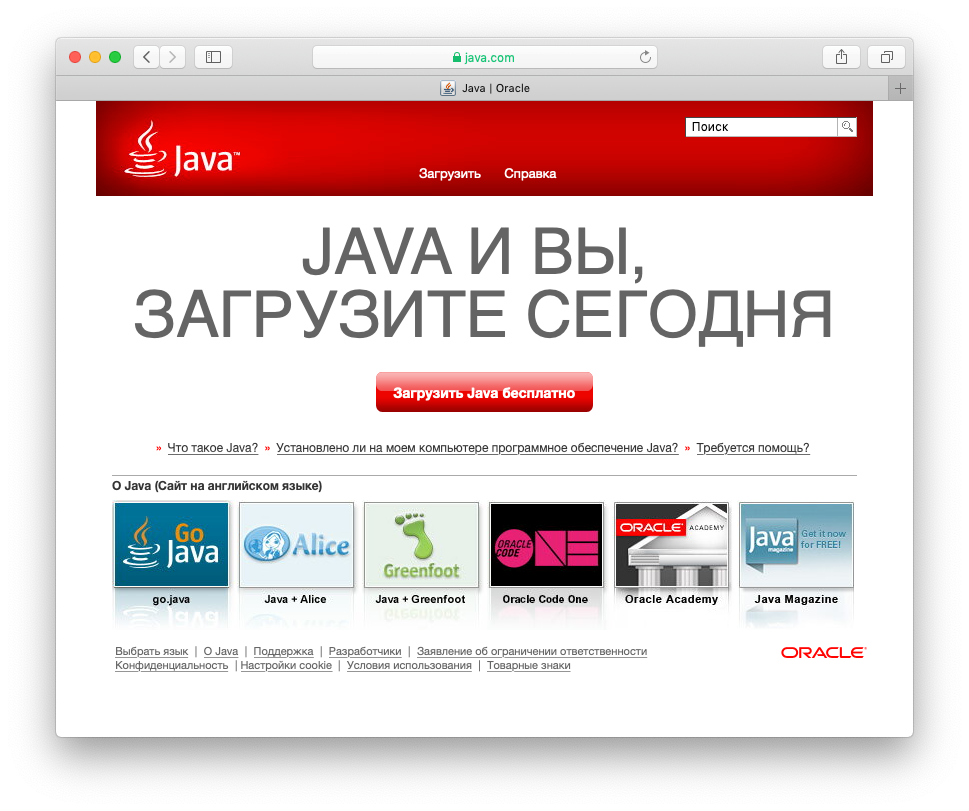 java.com
Java | Oracle
Java™
Поиск
Загрузить Справка
JAVA И ВЫ,
ЗАГРУЗИТЕ СЕГОДНЯ
Загрузить Java бесплатно
» Что такое Java? » Установлено ли на моем компьютере программное обеспечение Java? » Требуется помощь?
О Java (Сайт на английском языке)
Go
Java
Alice
Greenfoot
ORACLE
CODE
ONE
ORACLE ACADEMY
Java
magazine
Get it now
for FREE!
go.java
Java + Alice
Java + Greenfoot
Oracle Code One
Oracle Academy
Java Magazine
Выбрать язык | О Java | Поддержка | Разработчики | Заявление об ограничении ответственности
Конфиденциальность | Настройки cookie | Условия использования | Товарные знаки
ORACLE